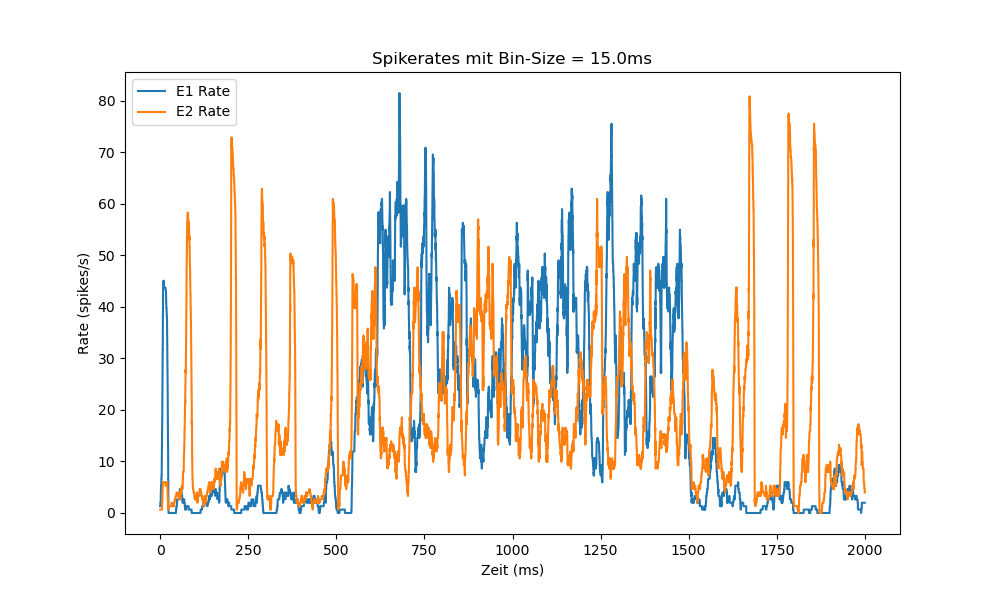 Spikerates mit Bin-Size = 15.0ms
E1 Rate
E2 Rate
80
70
60
50
40
30
20
10
0
Rate (spikes/s)
0 250 500 750 1000 1250 1500 1750 2000
Zeit (ms)